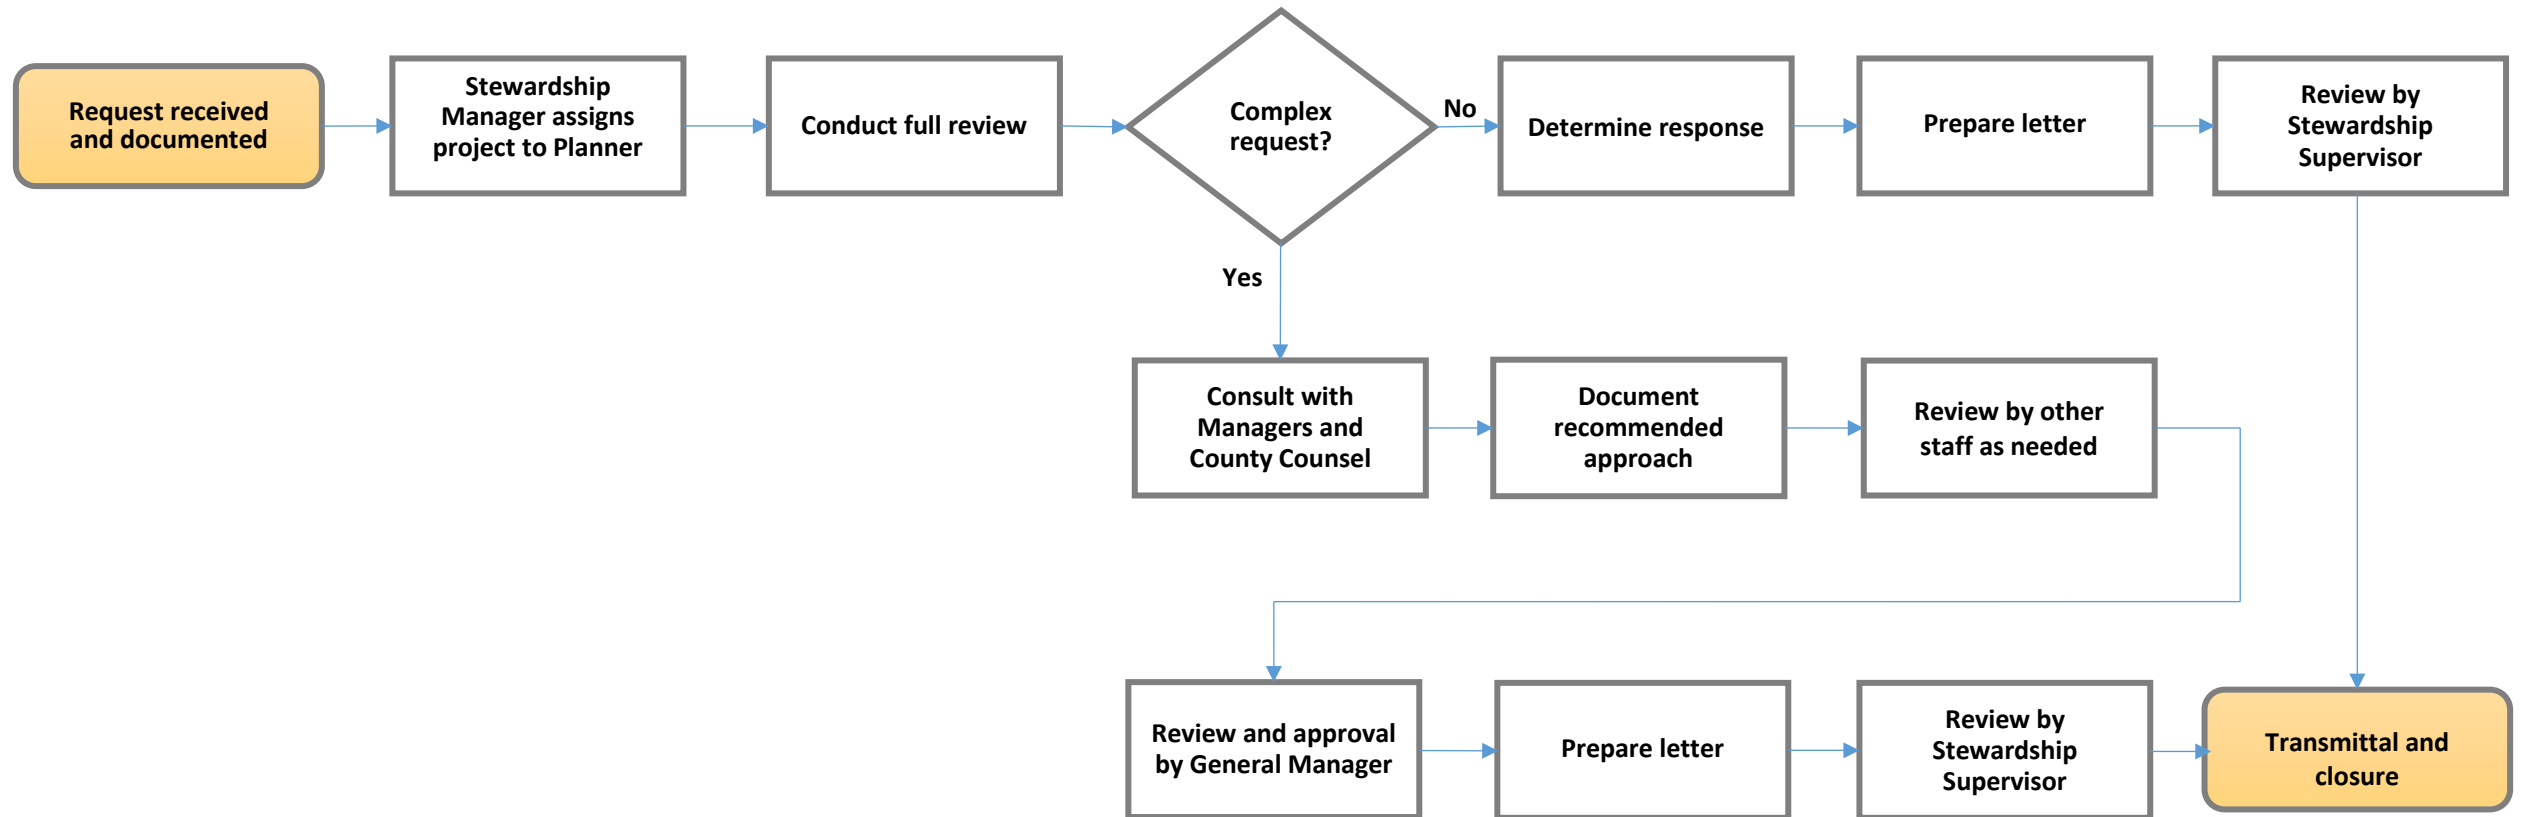 Request received
and documented
Stewardship
Manager assigns
project to Planner
Conduct full review
Complex
request?
No
Determine response
Prepare letter
Review by
Stewardship
Supervisor
Yes
Consult with
Managers and
County Counsel
Document
recommended
approach
Review by other
staff as needed
Review and approval
by General Manager
Prepare letter
Review by
Stewardship
Supervisor
Transmittal and
closure